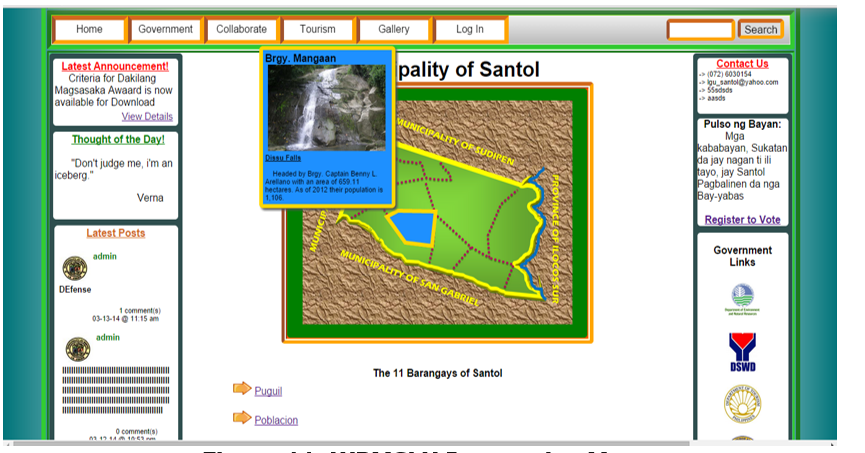 Home
Government
Collaborate
Tourism
Gallery
Log In
Search
Latest Announcement!
Criteria for Dakilang
Magsasaka Awaard is now
available for Download
View Details
Thought of the Day!
"Don't judge me, i'm an
iceberg."
Verna
Latest Posts
admin
DEfense
1 comment(s)
03-13-14 @ 11:15 am
admin
0 comment(s)
03-12-14 @ 10:53 pm
Brgy. Mangaan
Dissu Falls
Headed by Brgy. Captain Benny L.
Arellano with an area of 659.11
hectares. As of 2012 their population is
1,106.
pality of Santol
MUNICIPALITY OF SUDIPEN
PROVINCE OF ILOCOS SUR
MUNICIP
MUNICIPALITY OF SAN GABRIEL
The 11 Barangays of Santol
Puguil
Poblacion
Contact Us
-> (072) 6030154
-> lgu_santol@yahoo.com
-> 55sdsds
-> aasds
Pulso ng Bayan:
Mga
kababayan, Sukatan
da jay nagan ti ili
tayo, jay Santol
Pagbalinen da nga
Bay-yabas
Register to Vote
Government
Links
Department of Environment
and Natural Resources
DSWD